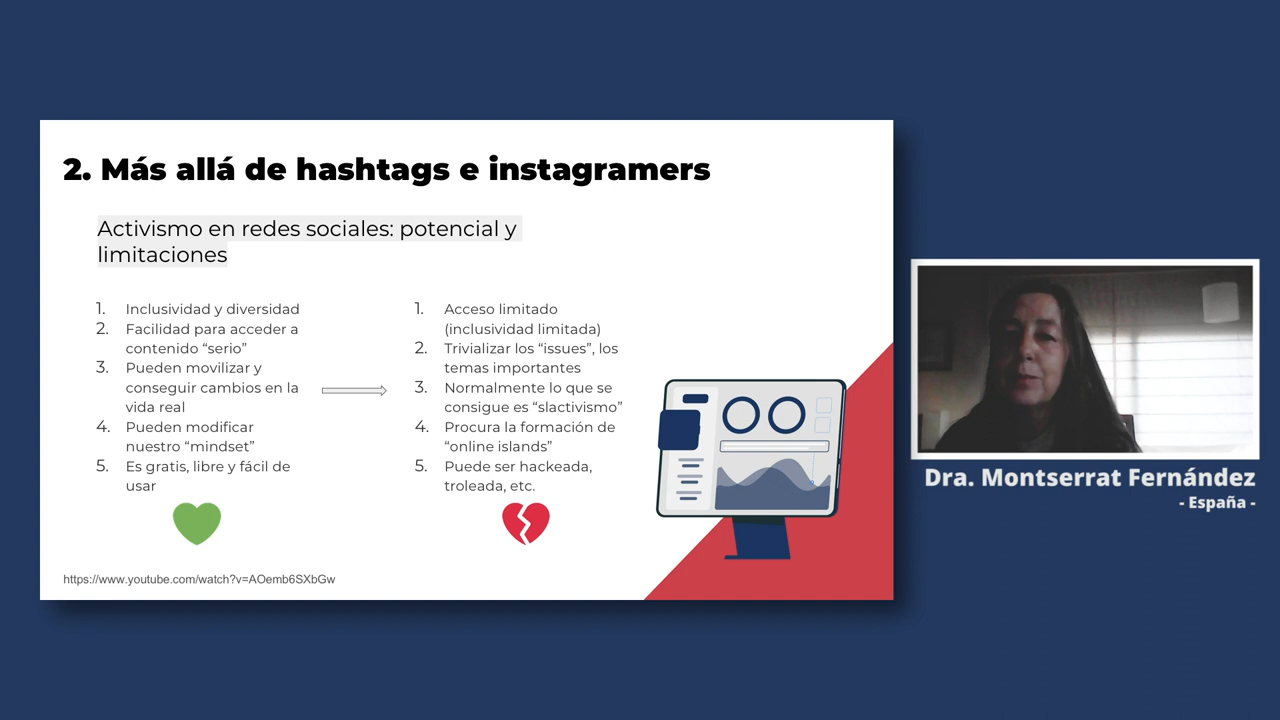 2. Más allá de hashtags e instagramers
Activismo en redes sociales: potencial y
limitaciones
1. Inclusividad y diversidad
2. Facilidad para acceder a
contenido “serio”
3. Pueden movilizar y
conseguir cambios en la
vida real
4. Pueden modificar
nuestro “mindset”
5. Es gratis, libre y fácil de
usar
1. Acceso limitado
(inclusividad limitada)
2. Trivializar los “issues”, los
temas importantes
3. Normalmente lo que se
consigue es “slactivismo”
4. Procura la formación de
“online islands”
5. Puede ser hackeada,
troleada, etc.
https://www.youtube.com/watch?v=AOemb6SXbGw
Dra. Montserrat Fernández
- España -